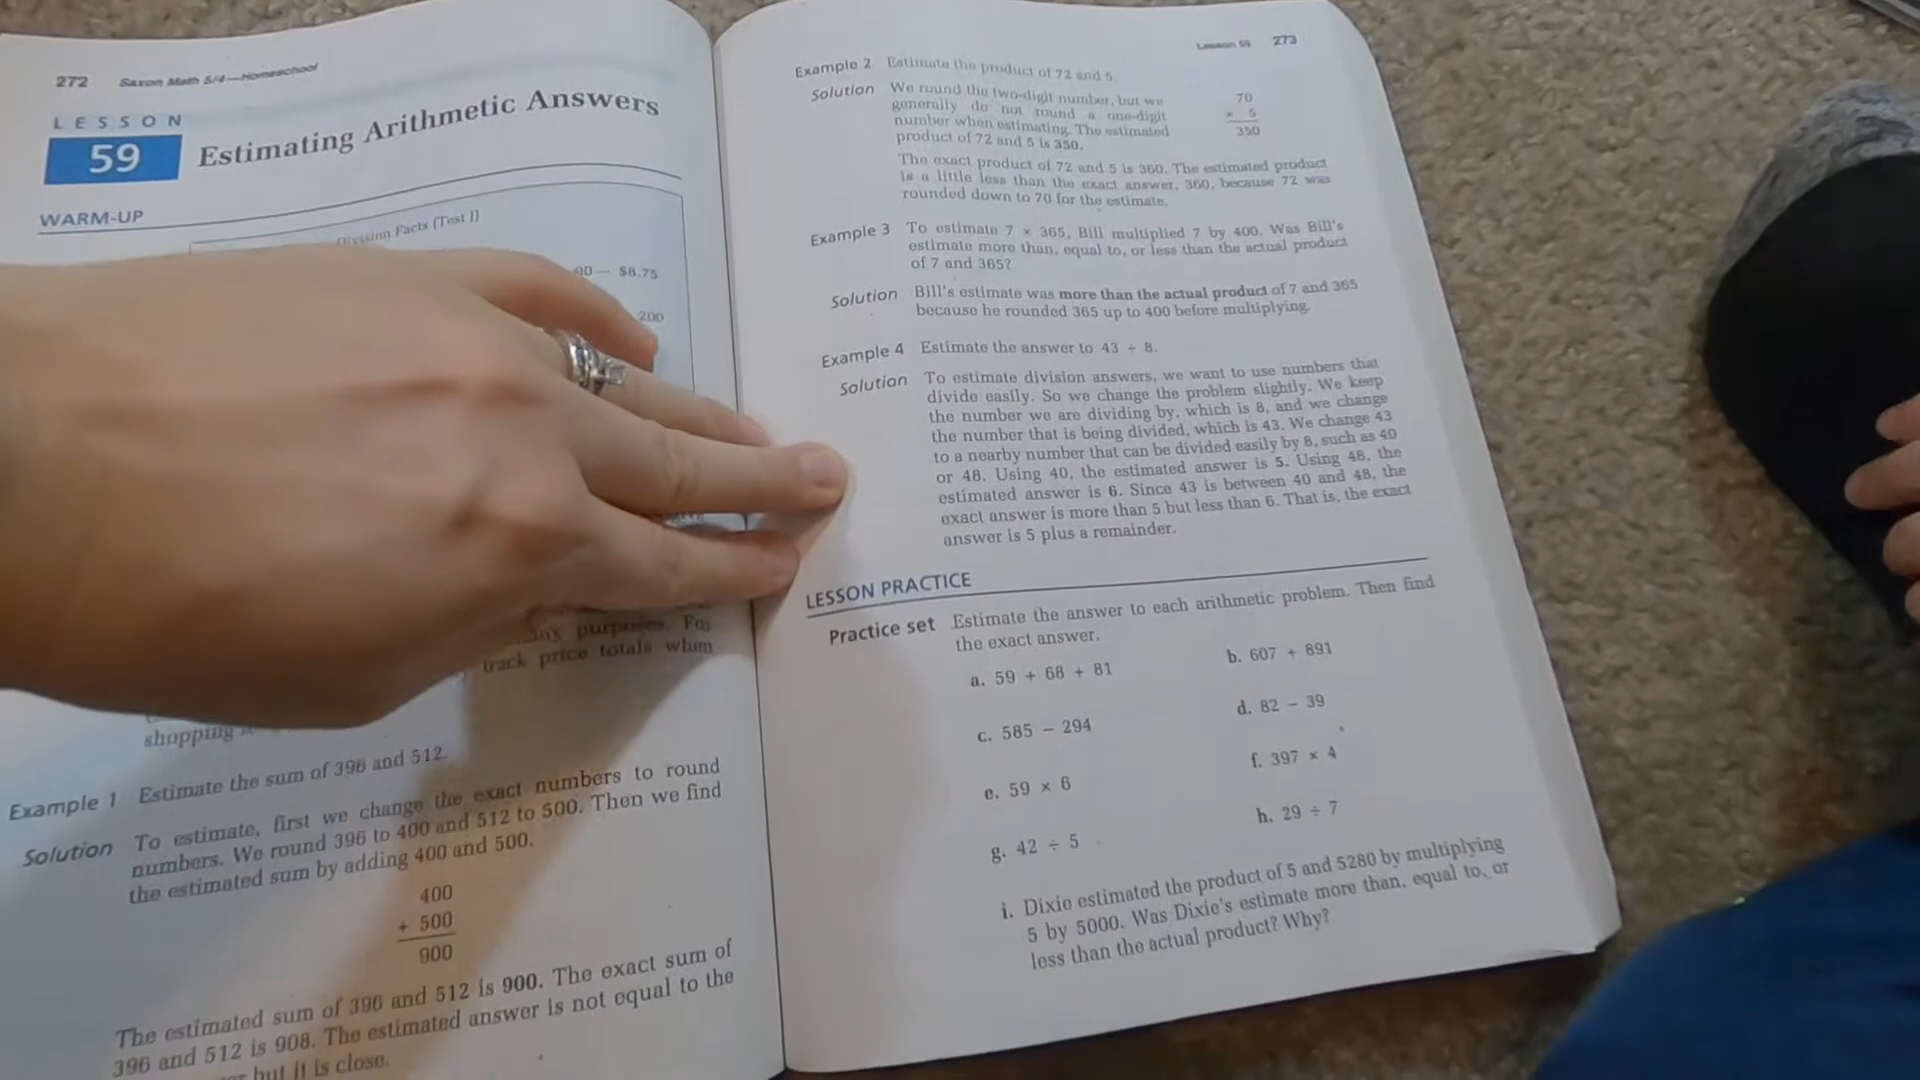 272 Saxon Math 5/4—Homeschool
LESSON
59 Estimating Arithmetic Answers
WARM-UP
Division Facts (Test J)
00 — $8.75
200
purposes. For
track price totals when
shopping
Example 1 Estimate the sum of 396 and 512.
Solution To estimate, first we change the exact numbers to round
numbers. We round 396 to 400 and 512 to 500. Then we find
the estimated sum by adding 400 and 500.
400
+ 500
900
The estimated sum of 396 and 512 is 900. The exact sum of
396 and 512 is 908. The estimated answer is not equal to the
but it is close.
Lesson 59 273
Example 2 Estimate the product of 72 and 5.
Solution We round the two-digit number, but we
generally do not round a one-digit
number when estimating. The estimated
product of 72 and 5 is 350.
70
× 5
350
The exact product of 72 and 5 is 360. The estimated product
is a little less than the exact answer, 360, because 72 was
rounded down to 70 for the estimate.
Example 3 To estimate 7 × 365, Bill multiplied 7 by 400. Was Bill's
estimate more than, equal to, or less than the actual product
of 7 and 365?
Solution Bill's estimate was more than the actual product of 7 and 365
because he rounded 365 up to 400 before multiplying.
Example 4 Estimate the answer to 43 ÷ 8.
Solution To estimate division answers, we want to use numbers that
divide easily. So we change the problem slightly. We keep
the number we are dividing by, which is 8, and we change
the number that is being divided, which is 43. We change 43
to a nearby number that can be divided easily by 8, such as 40
or 48. Using 40, the estimated answer is 5. Using 48, the
estimated answer is 6. Since 43 is between 40 and 48, the
exact answer is more than 5 but less than 6. That is, the exact
answer is 5 plus a remainder.
LESSON PRACTICE
Practice set Estimate the answer to each arithmetic problem. Then find
the exact answer.
a. 59 + 68 + 81 b. 607 + 891
c. 585 − 294 d. 82 − 39
e. 59 × 6 f. 397 × 4
g. 42 ÷ 5 h. 29 ÷ 7
i. Dixie estimated the product of 5 and 5280 by multiplying
5 by 5000. Was Dixie's estimate more than, equal to, or
less than the actual product? Why?